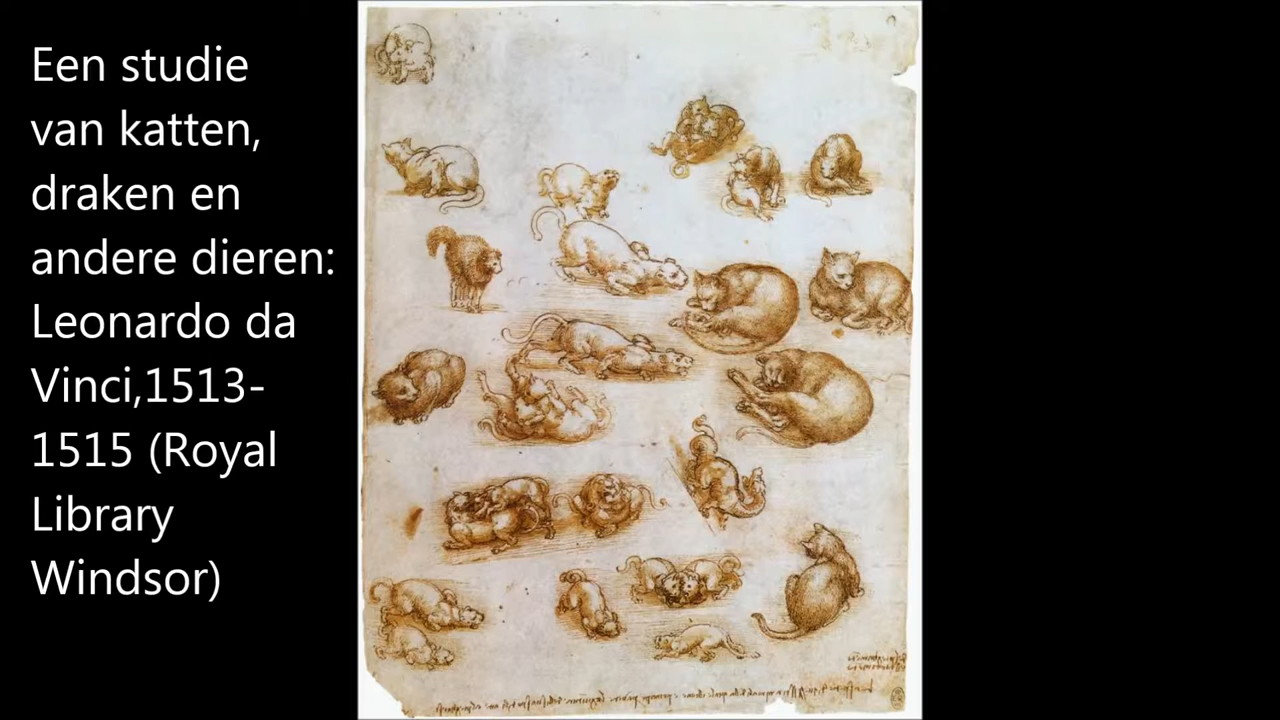 Een studie
van katten,
draken en
andere dieren:
Leonardo da
Vinci,1513-
1515 (Royal
Library
Windsor)